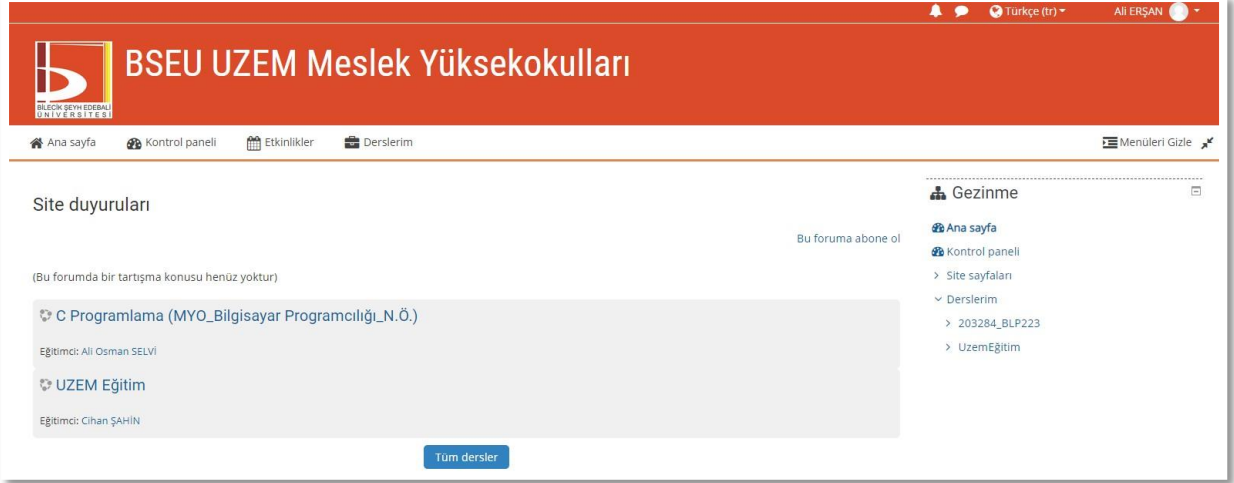 Türkçe (tr)
Ali ERŞAN
BİLECİK ŞEYH EDEBALİ
ÜNİVERSİTESİ
BSEU UZEM Meslek Yüksekokulları
Ana sayfa
Kontrol paneli
Etkinlikler
Derslerim
Menüleri Gizle
Site duyuruları
Bu foruma abone ol
(Bu forumda bir tartışma konusu henüz yoktur)
C Programlama (MYO_Bilgisayar Programcılığı_N.Ö.)
Eğitimci: Ali Osman SELVİ
UZEM Eğitim
Eğitimci: Cihan ŞAHİN
Tüm dersler
Gezinme
Ana sayfa
Kontrol paneli
Site sayfaları
Derslerim
203284_BLP223
UzemEğitim